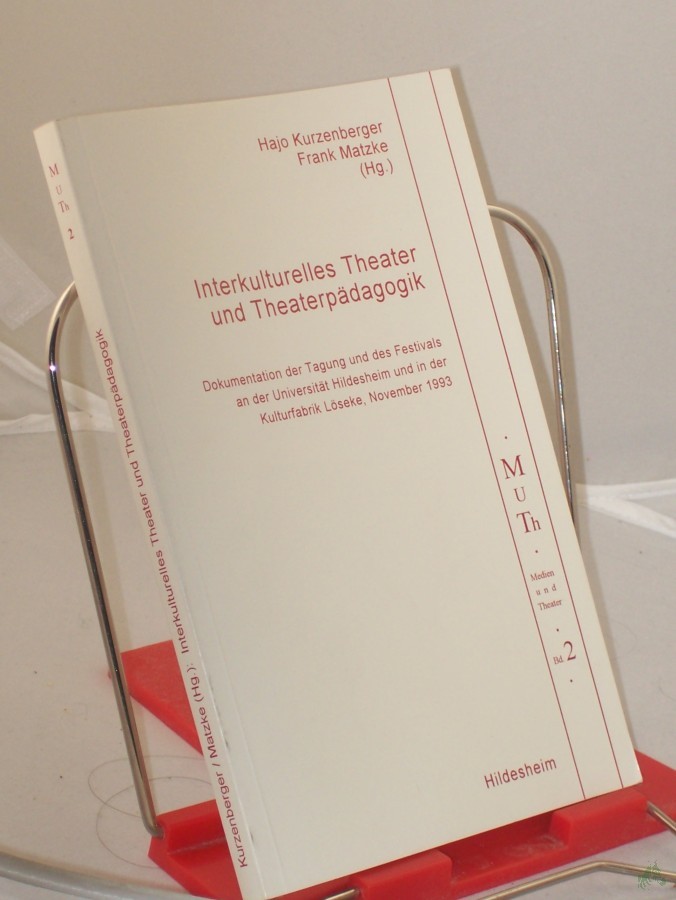 Hajo Kurzenberger
Frank Matzke
(Hg.)
Interkulturelles Theater
und Theaterpädagogik
Dokumentation der Tagung und des Festivals
an der Universität Hildesheim und in der
Kulturfabrik Löseke, November 1993
M
U
Th
Medien
und
Theater
Bd. 2
Hildesheim
M
U
Th
2
Kurzenberger / Matzke (Hg.): Interkulturelles Theater und Theaterpädagogik